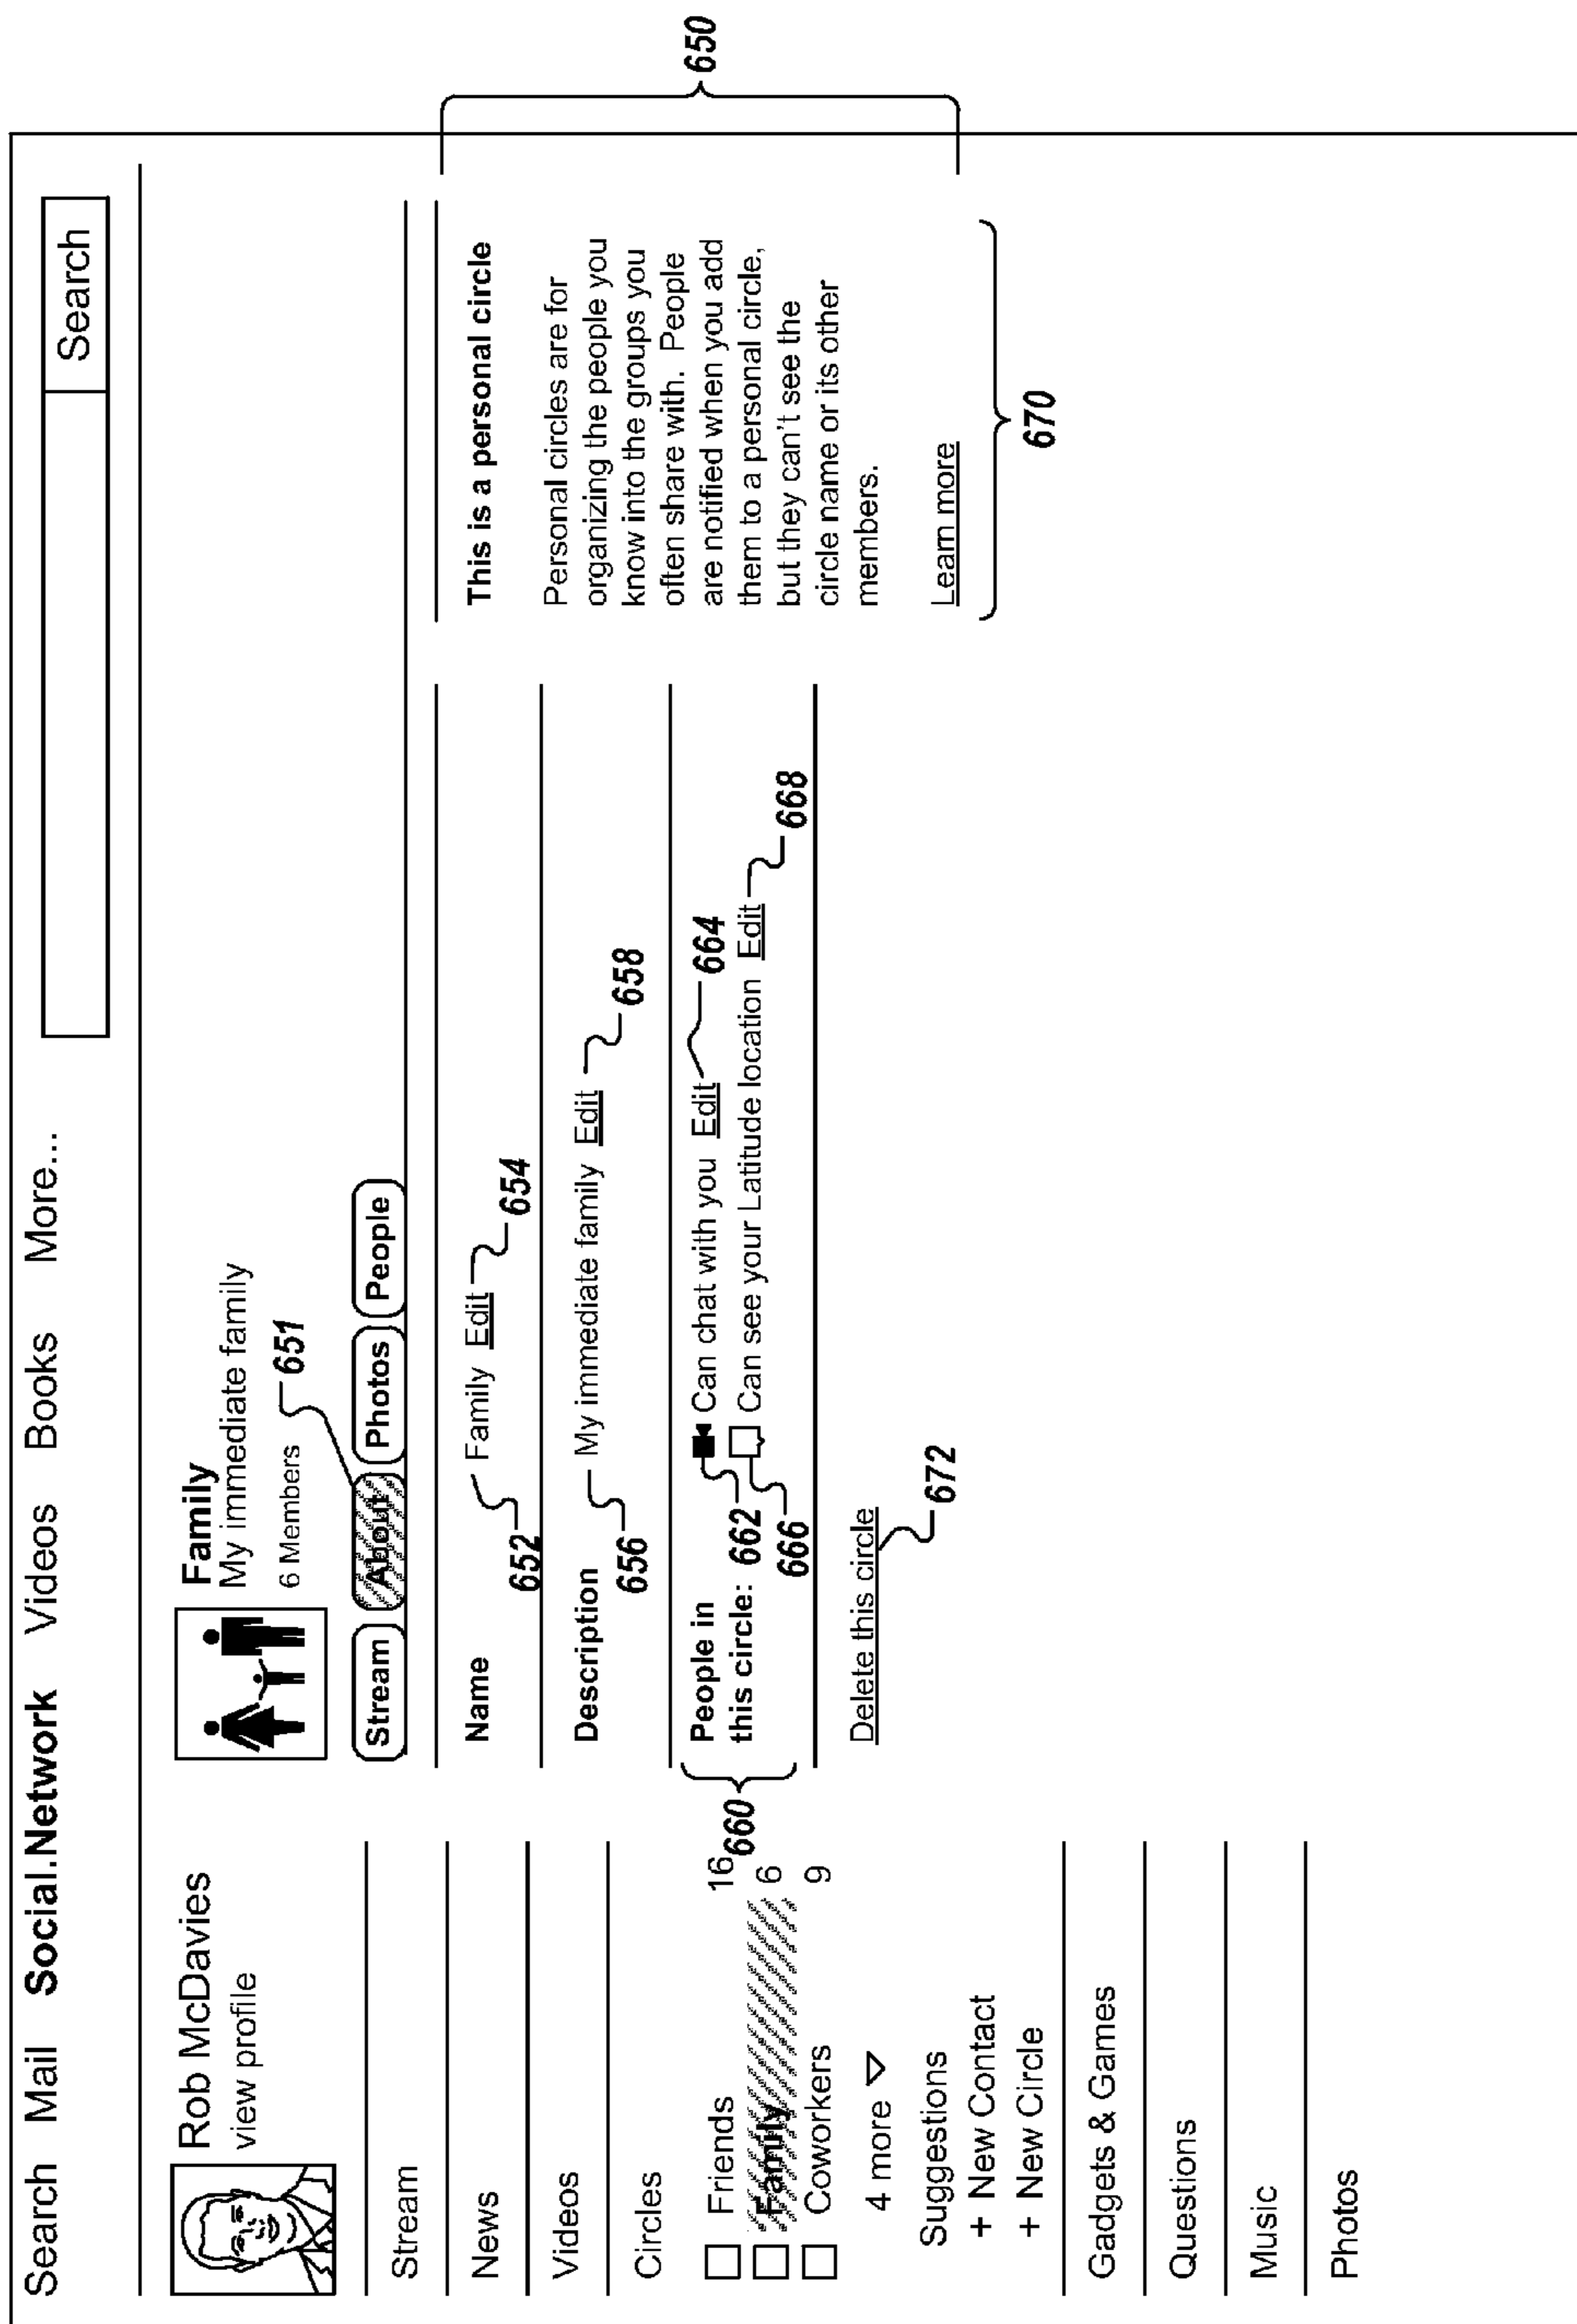 Search Mail Social.Network Videos Books More...
Search
Rob McDavies
view profile
Stream
News
Videos
Circles
Friends 16
Family 6
Coworkers 9
4 more
Suggestions
+ New Contact
+ New Circle
Gadgets & Games
Questions
Music
Photos
Family
My immediate family
6 Members
651
Stream About Photos People
Name Family Edit 654
652
Description My immediate family Edit 658
656
660
People in Can chat with you Edit 664
this circle: 662 Can see your Latitude location Edit 668
666
Delete this circle
672
This is a personal circle
Personal circles are for
organizing the people you
know into the groups you
often share with. People
are notified when you add
them to a personal circle,
but they can't see the
circle name or its other
members.
Learn more
670
650